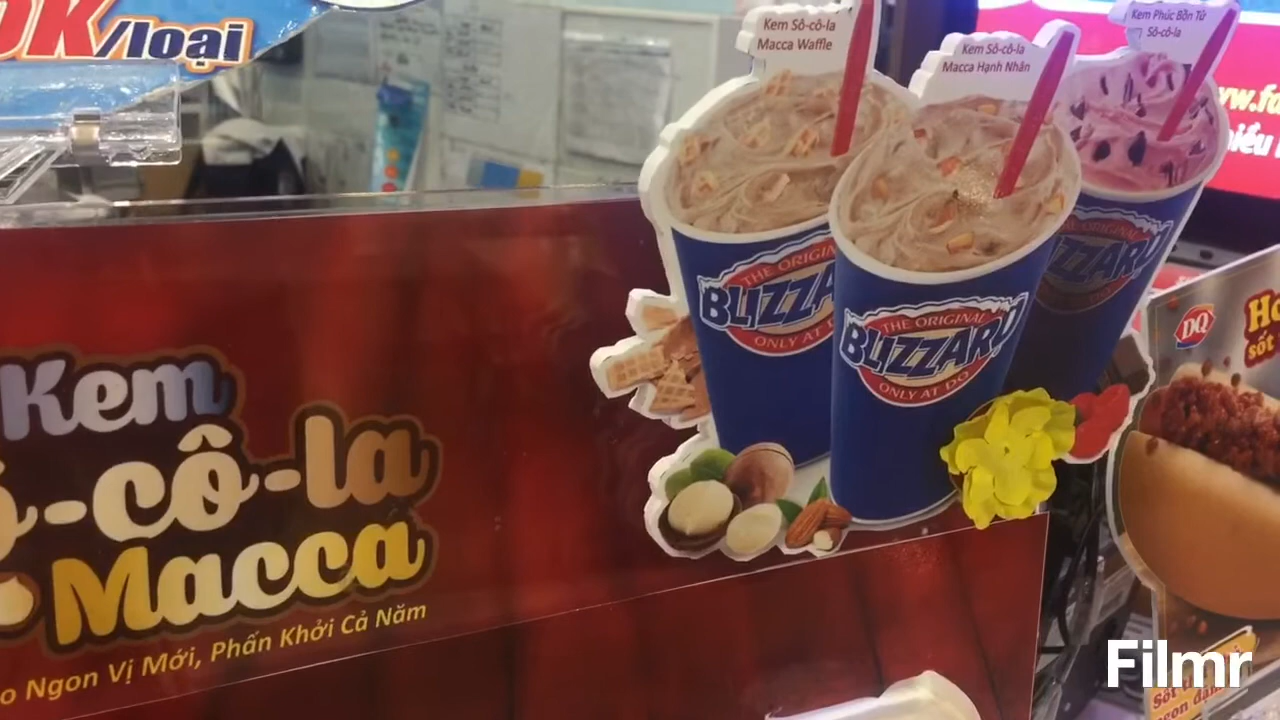 /loại
Kem Sô-cô-la
Macca Waffle
Kem Sô-cô-la
Macca Hạnh Nhân
Kem Phúc Bồn Tử
Sô-cô-la
THE ORIGINAL
BLIZZARD
ONLY AT DQ
THE ORIGINAL
BLIZZARD
ONLY AT DQ
BLIZZARD
DQ
sốt
Kem
-cô-la
Macca
Ngon Vị Mới, Phấn Khởi Cả Năm
Sốt
Filmr